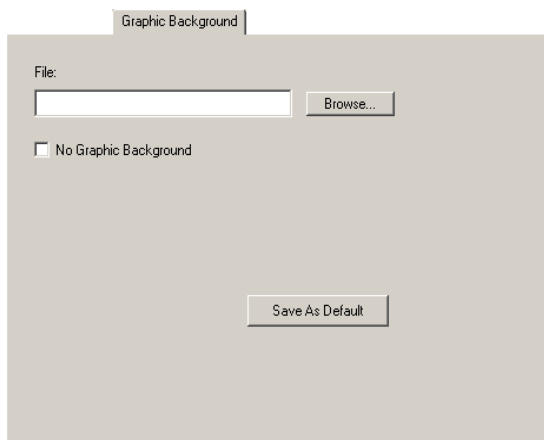 Graphic Background
File:
Browse...
No Graphic Background
Save As Default